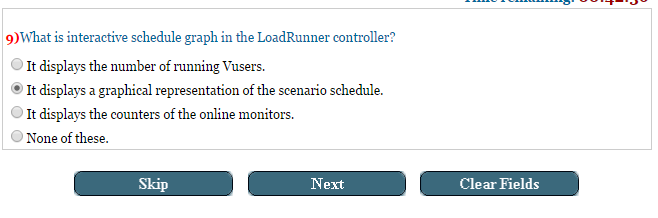 9)What is interactive schedule graph in the LoadRunner controller?
It displays the number of running Vusers.
It displays a graphical representation of the scenario schedule.
It displays the counters of the online monitors.
None of these.
Skip Next Clear Fields